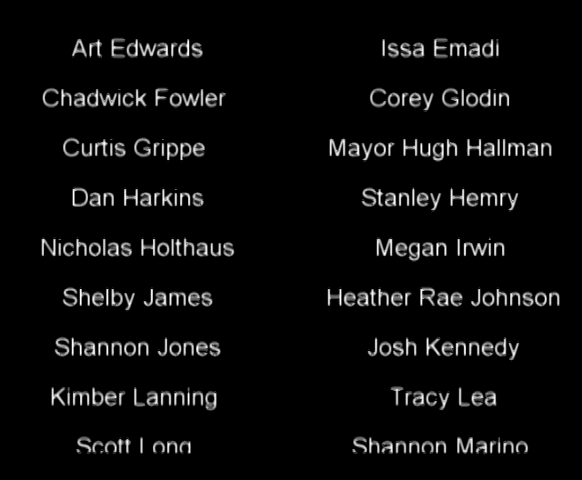 Art Edwards Issa Emadi
Chadwick Fowler Corey Glodin
Curtis Grippe Mayor Hugh Hallman
Dan Harkins Stanley Hemry
Nicholas Holthaus Megan Irwin
Shelby James Heather Rae Johnson
Shannon Jones Josh Kennedy
Kimber Lanning Tracy Lea
Scott Long Shannon Marino